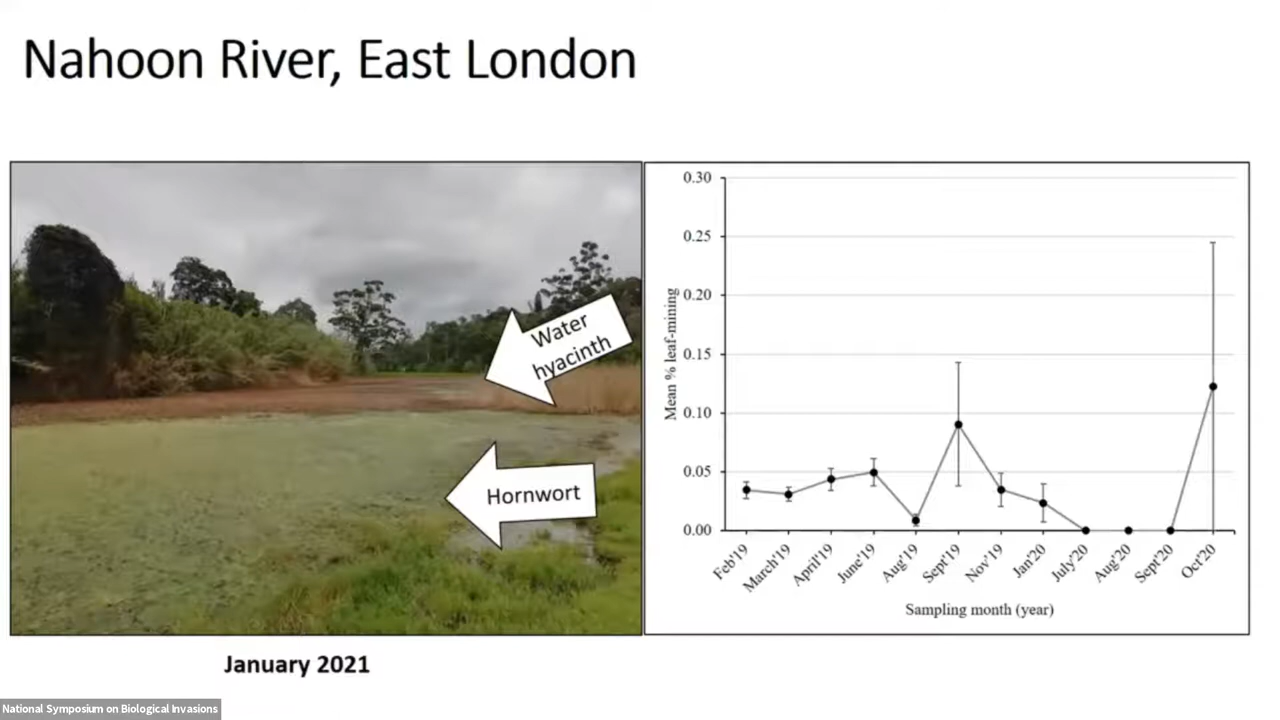 Nahoon River, East London
Water
hyacinth
Hornwort
January 2021
0.30
0.25
0.20
0.15
0.10
0.05
0.00
Mean % leaf-mining
Feb'19
March'19
April'19
June'19
Aug'19
Sept'19
Nov'19
Jan'20
July'20
Aug'20
Sept'20
Oct'20
Sampling month (year)
National Symposium on Biological Invasions